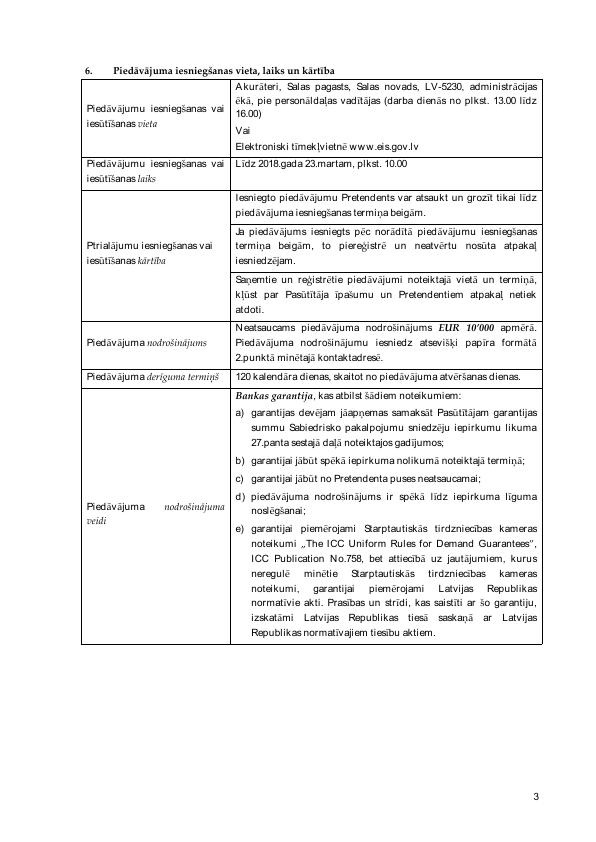 6. Piedāvājuma iesniegšanas vieta, laiks un kārtība
Piedāvājumu iesniegšanas vai
iesūtīšanas vieta
Akurāteri, Salas pagasts, Salas novads, LV-5230, administrācijas
ēkā, pie personāldaļas vadītājas (darba dienās no plkst. 13.00 līdz
16.00)
Vai
Elektroniski tīmekļvietnē www.eis.gov.lv
Piedāvājumu iesniegšanas vai
iesūtīšanas laiks
Līdz 2018.gada 23.martam, plkst. 10.00
Ptrialājumu iesniegšanas vai
iesūtīšanas kārtība
Iesniegto piedāvājumu Pretendents var atsaukt un grozīt tikai līdz
piedāvājuma iesniegšanas termiņa beigām.
Ja piedāvājums iesniegts pēc norādītā piedāvājumu iesniegšanas
termiņa beigām, to piereģistrē un neatvērtu nosūta atpakaļ
iesniedzējam.
Saņemtie un reģistrētie piedāvājumi noteiktajā vietā un termiņā,
kļūst par Pasūtītāja īpašumu un Pretendentiem atpakaļ netiek
atdoti.
Piedāvājuma nodrošinājums
Neatsaucams piedāvājuma nodrošinājums EUR 10’000 apmērā.
Piedāvājuma nodrošinājumu iesniedz atsevišķi papīra formātā
2.punktā minētajā kontaktadresē.
Piedāvājuma derīguma termiņš
120 kalendāra dienas, skaitot no piedāvājuma atvēršanas dienas.
Piedāvājuma nodrošinājuma
veidi
Bankas garantija, kas atbilst šādiem noteikumiem:
a) garantijas devējam jāapņemas samaksāt Pasūtītājam garantijas
summu Sabiedrisko pakalpojumu sniedzēju iepirkumu likuma
27.panta sestajā daļā noteiktajos gadījumos;
b) garantijai jābūt spēkā iepirkuma nolikumā noteiktajā termiņā;
c) garantijai jābūt no Pretendenta puses neatsaucamai;
d) piedāvājuma nodrošinājums ir spēkā līdz iepirkuma līguma
noslēgšanai;
e) garantijai piemērojami Starptautiskās tirdzniecības kameras
noteikumi „The ICC Uniform Rules for Demand Guarantees”,
ICC Publication No.758, bet attiecībā uz jautājumiem, kurus
neregulē minētie Starptautiskās tirdzniecības kameras
noteikumi, garantijai piemērojami Latvijas Republikas
normatīvie akti. Prasības un strīdi, kas saistīti ar šo garantiju,
izskatāmi Latvijas Republikas tiesā saskaņā ar Latvijas
Republikas normatīvajiem tiesību aktiem.
3